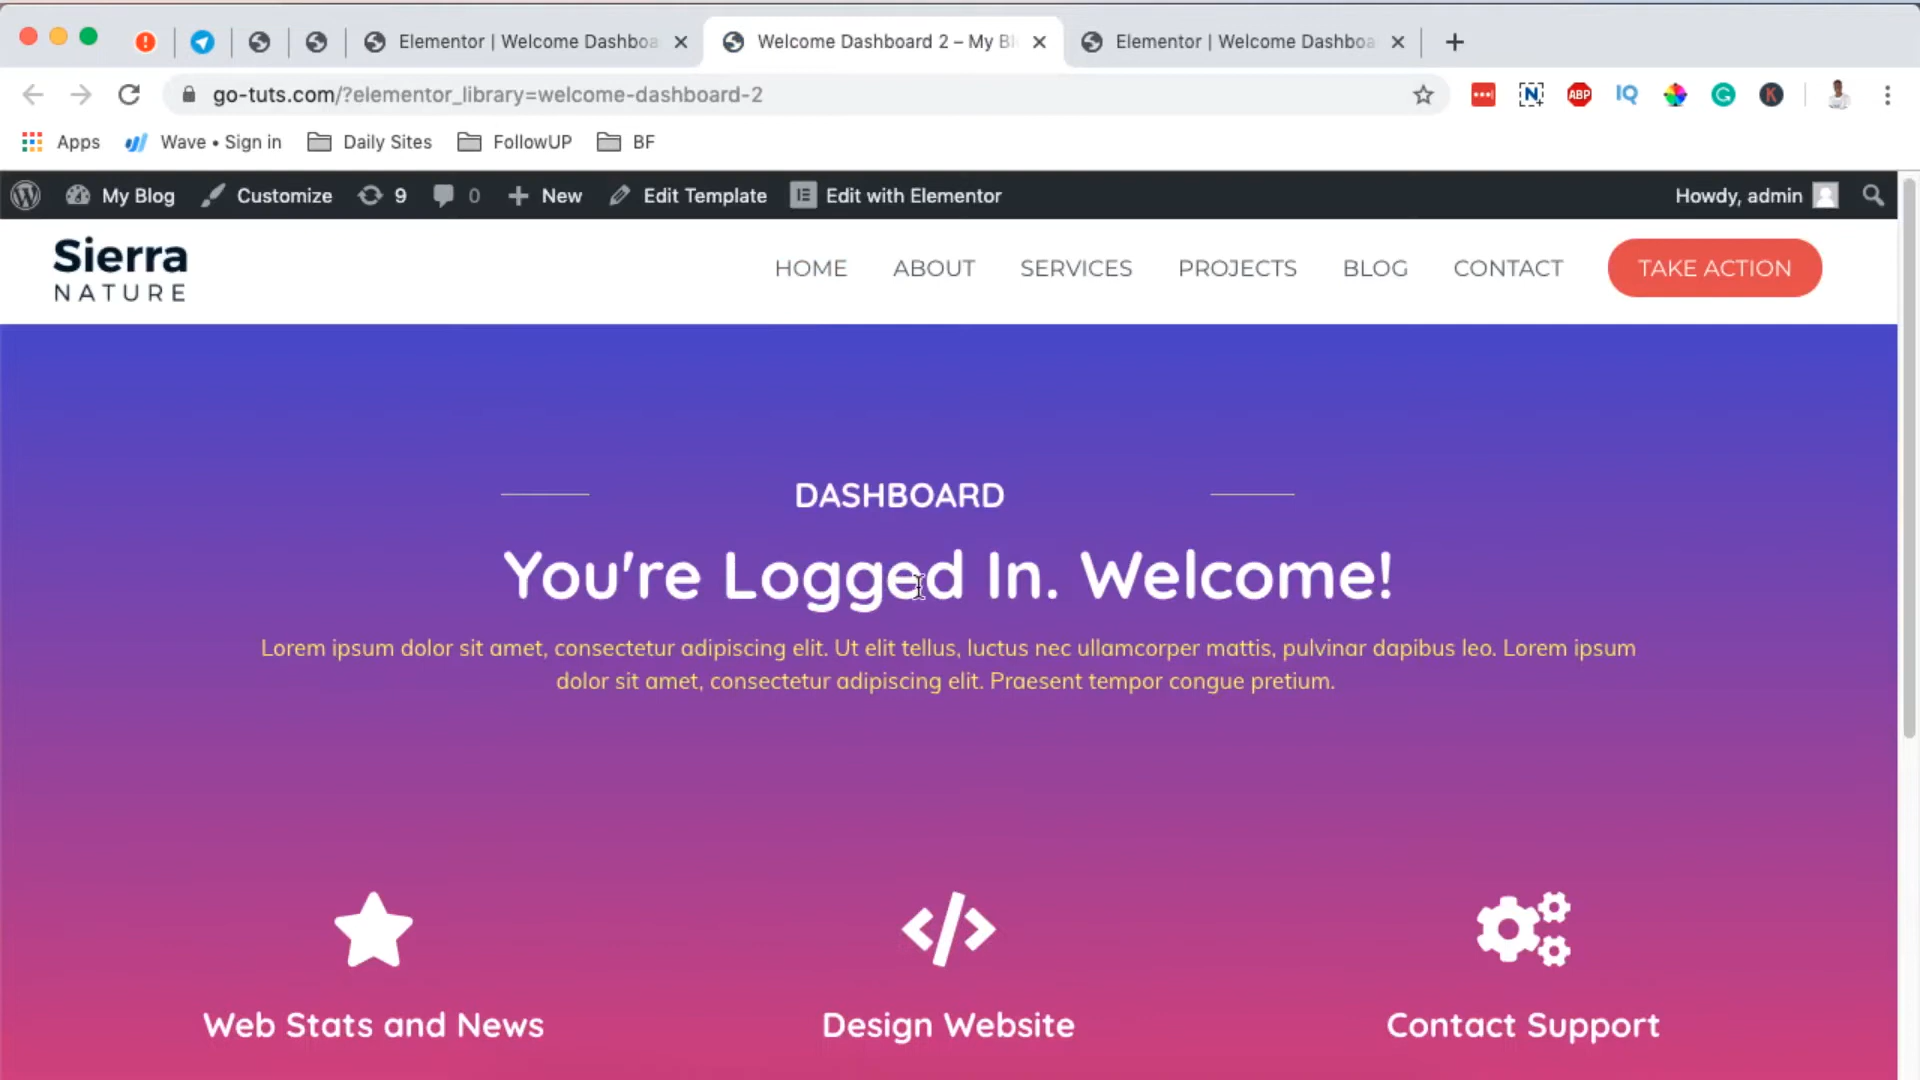 Elementor | Welcome Dashboa
Welcome Dashboard 2 – My Bl
Elementor | Welcome Dashboa
go-tuts.com/?elementor_library=welcome-dashboard-2
ABP
IQ
Apps
Wave • Sign in
Daily Sites
FollowUP
BF
My Blog
Customize
9
0
New
Edit Template
Edit with Elementor
Howdy, admin
Sierra
NATURE
HOME
ABOUT
SERVICES
PROJECTS
BLOG
CONTACT
TAKE ACTION
DASHBOARD
You're Logged In. Welcome!
Lorem ipsum dolor sit amet, consectetur adipiscing elit. Ut elit tellus, luctus nec ullamcorper mattis, pulvinar dapibus leo. Lorem ipsum
dolor sit amet, consectetur adipiscing elit. Praesent tempor congue pretium.
Web Stats and News
Design Website
Contact Support